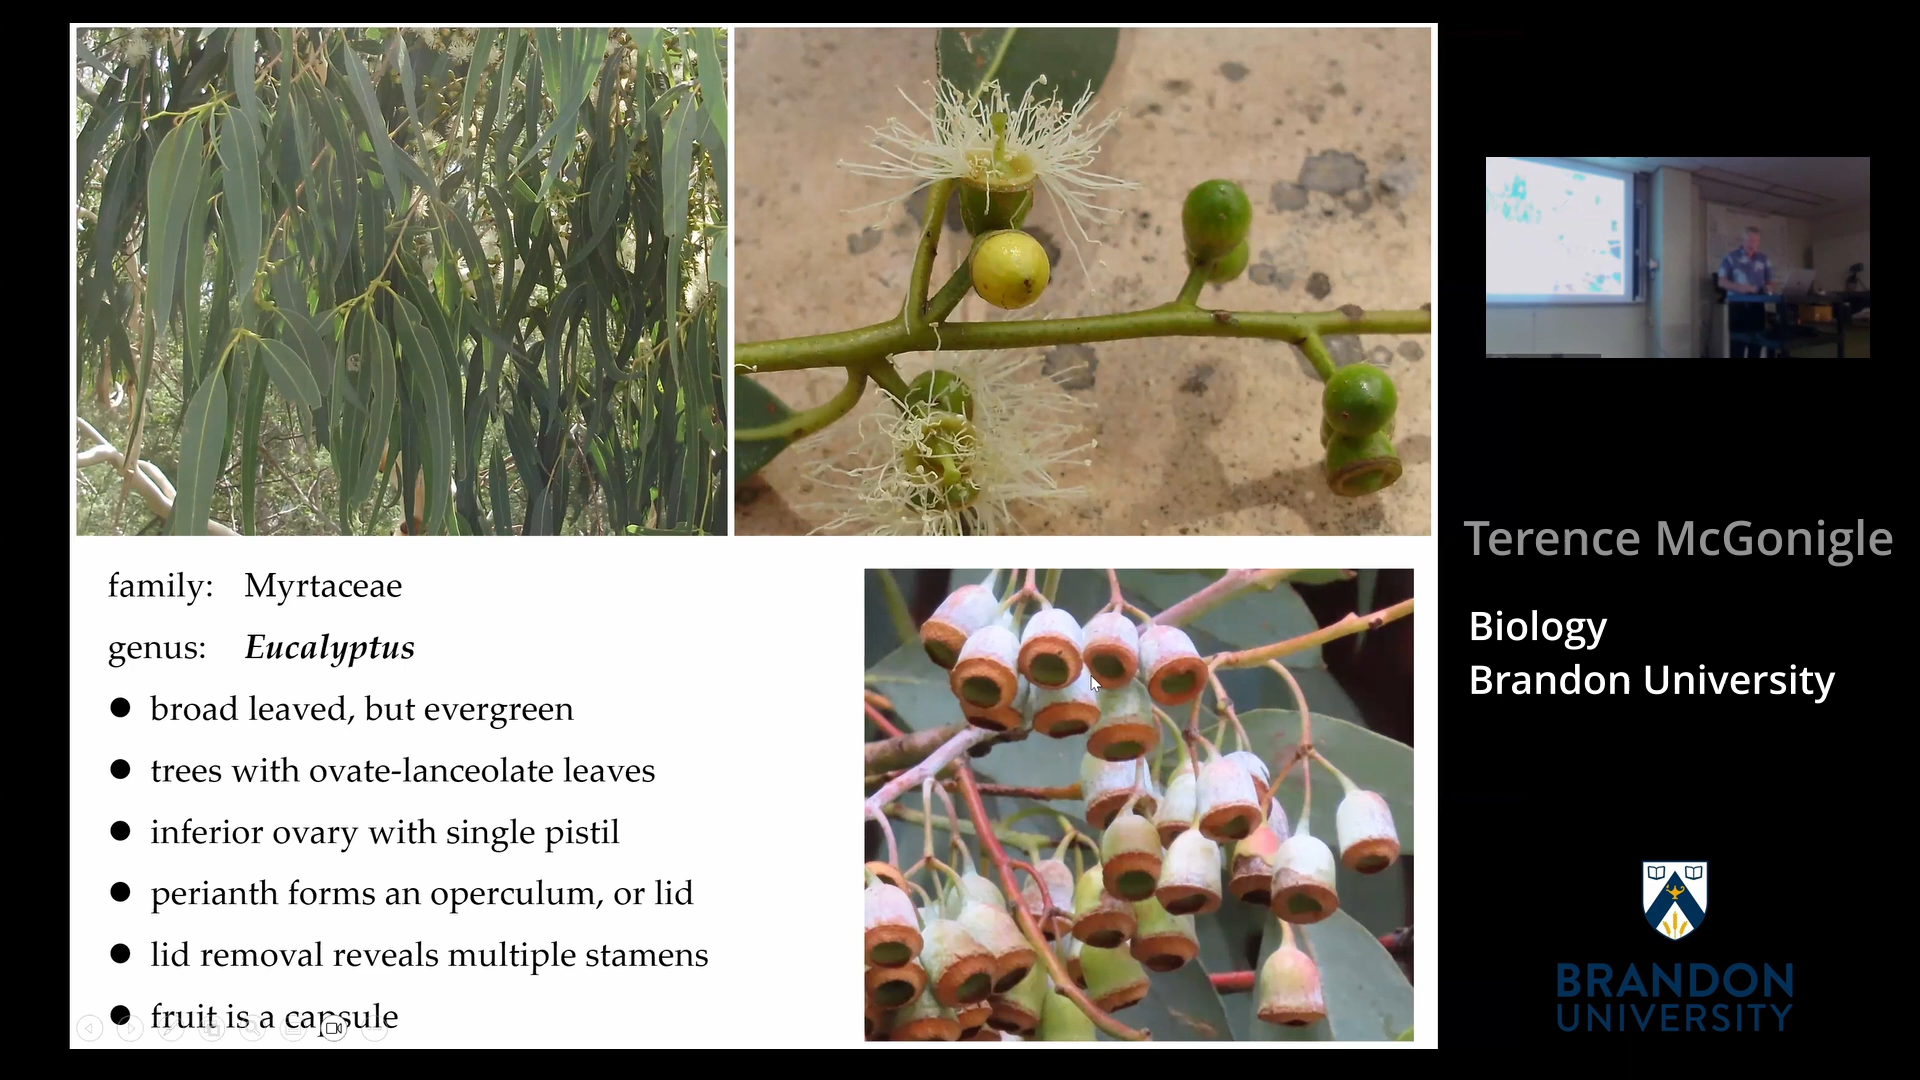 family: Myrtaceae
genus: Eucalyptus
● broad leaved, but evergreen
● trees with ovate-lanceolate leaves
● inferior ovary with single pistil
● perianth forms an operculum, or lid
● lid removal reveals multiple stamens
● fruit is a capsule
Terence McGonigle
Biology
Brandon University
BRANDON
UNIVERSITY